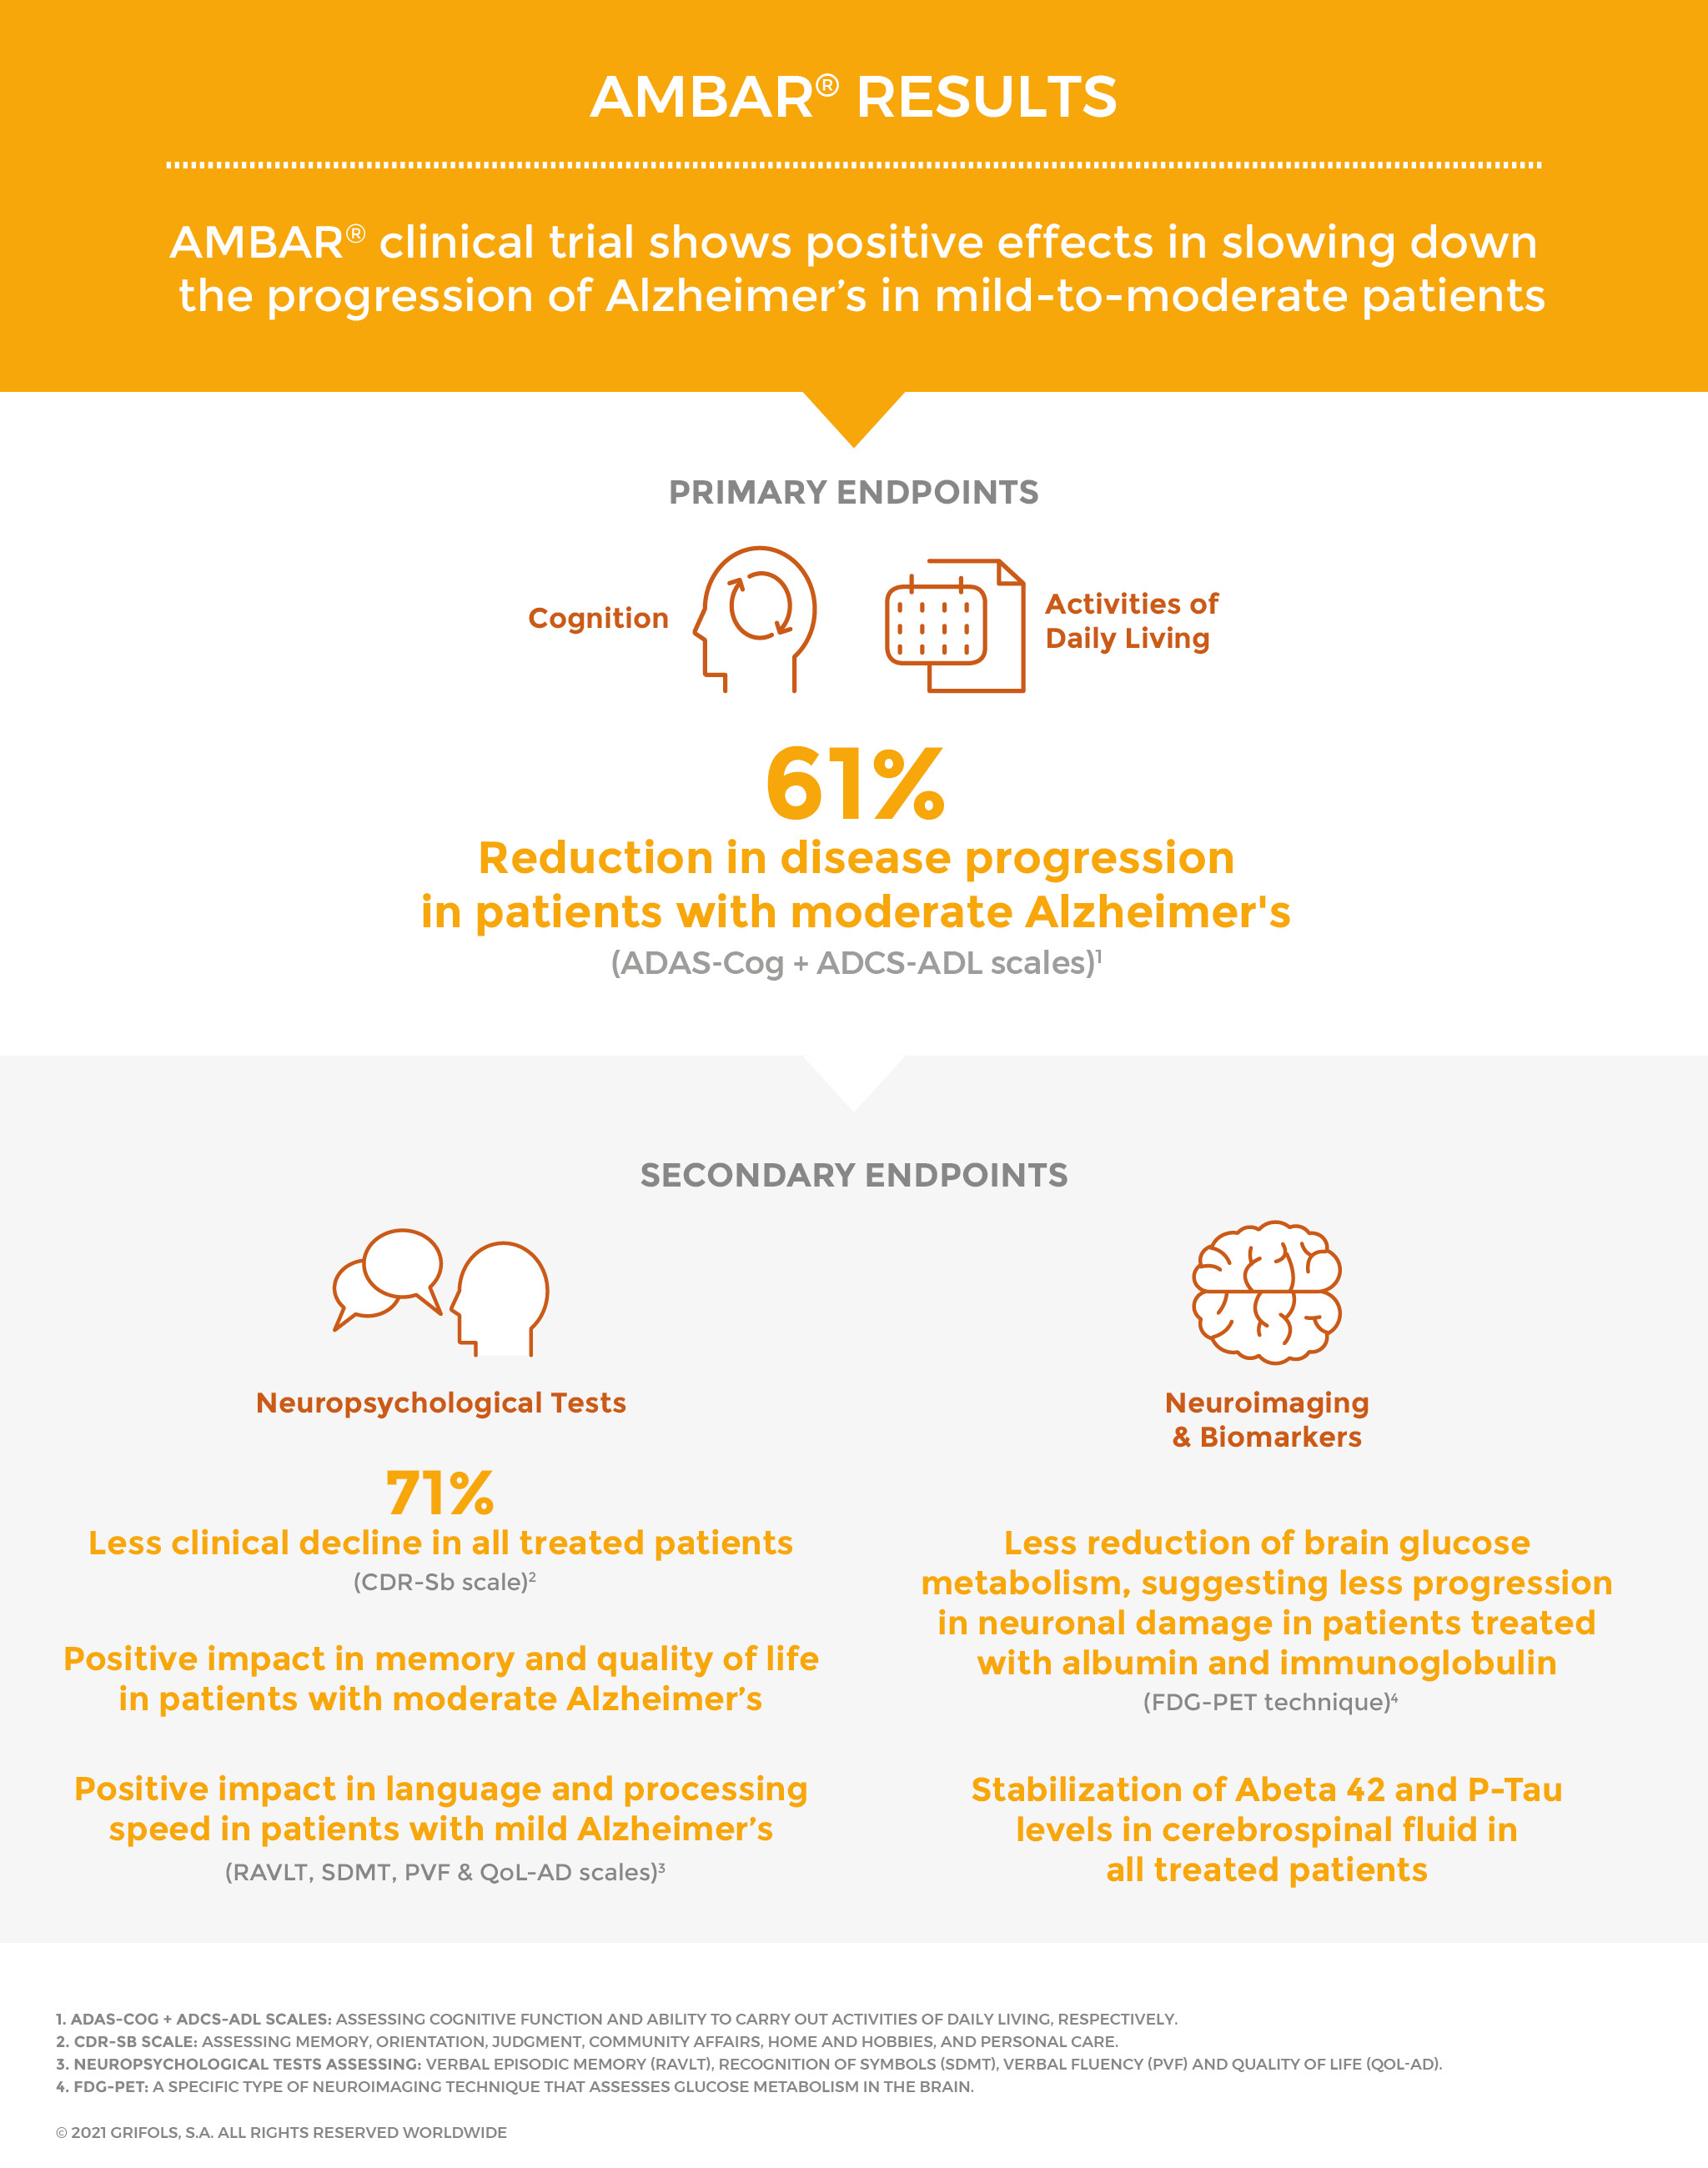 AMBAR® RESULTS
AMBAR® clinical trial shows positive effects in slowing down
the progression of Alzheimer’s in mild-to-moderate patients
PRIMARY ENDPOINTS
Cognition
Activities of
Daily Living
61%
Reduction in disease progression
in patients with moderate Alzheimer's
(ADAS-Cog + ADCS-ADL scales)¹
SECONDARY ENDPOINTS
Neuropsychological Tests
71%
Less clinical decline in all treated patients
(CDR-Sb scale)²
Positive impact in memory and quality of life
in patients with moderate Alzheimer’s
Positive impact in language and processing
speed in patients with mild Alzheimer’s
(RAVLT, SDMT, PVF & QoL-AD scales)³
Neuroimaging
& Biomarkers
Less reduction of brain glucose
metabolism, suggesting less progression
in neuronal damage in patients treated
with albumin and immunoglobulin
(FDG-PET technique)⁴
Stabilization of Abeta 42 and P-Tau
levels in cerebrospinal fluid in
all treated patients
1. ADAS-COG + ADCS-ADL SCALES: ASSESSING COGNITIVE FUNCTION AND ABILITY TO CARRY OUT ACTIVITIES OF DAILY LIVING, RESPECTIVELY.
2. CDR-SB SCALE: ASSESSING MEMORY, ORIENTATION, JUDGMENT, COMMUNITY AFFAIRS, HOME AND HOBBIES, AND PERSONAL CARE.
3. NEUROPSYCHOLOGICAL TESTS ASSESSING: VERBAL EPISODIC MEMORY (RAVLT), RECOGNITION OF SYMBOLS (SDMT), VERBAL FLUENCY (PVF) AND QUALITY OF LIFE (QOL-AD).
4. FDG-PET: A SPECIFIC TYPE OF NEUROIMAGING TECHNIQUE THAT ASSESSES GLUCOSE METABOLISM IN THE BRAIN.
© 2021 GRIFOLS, S.A. ALL RIGHTS RESERVED WORLDWIDE